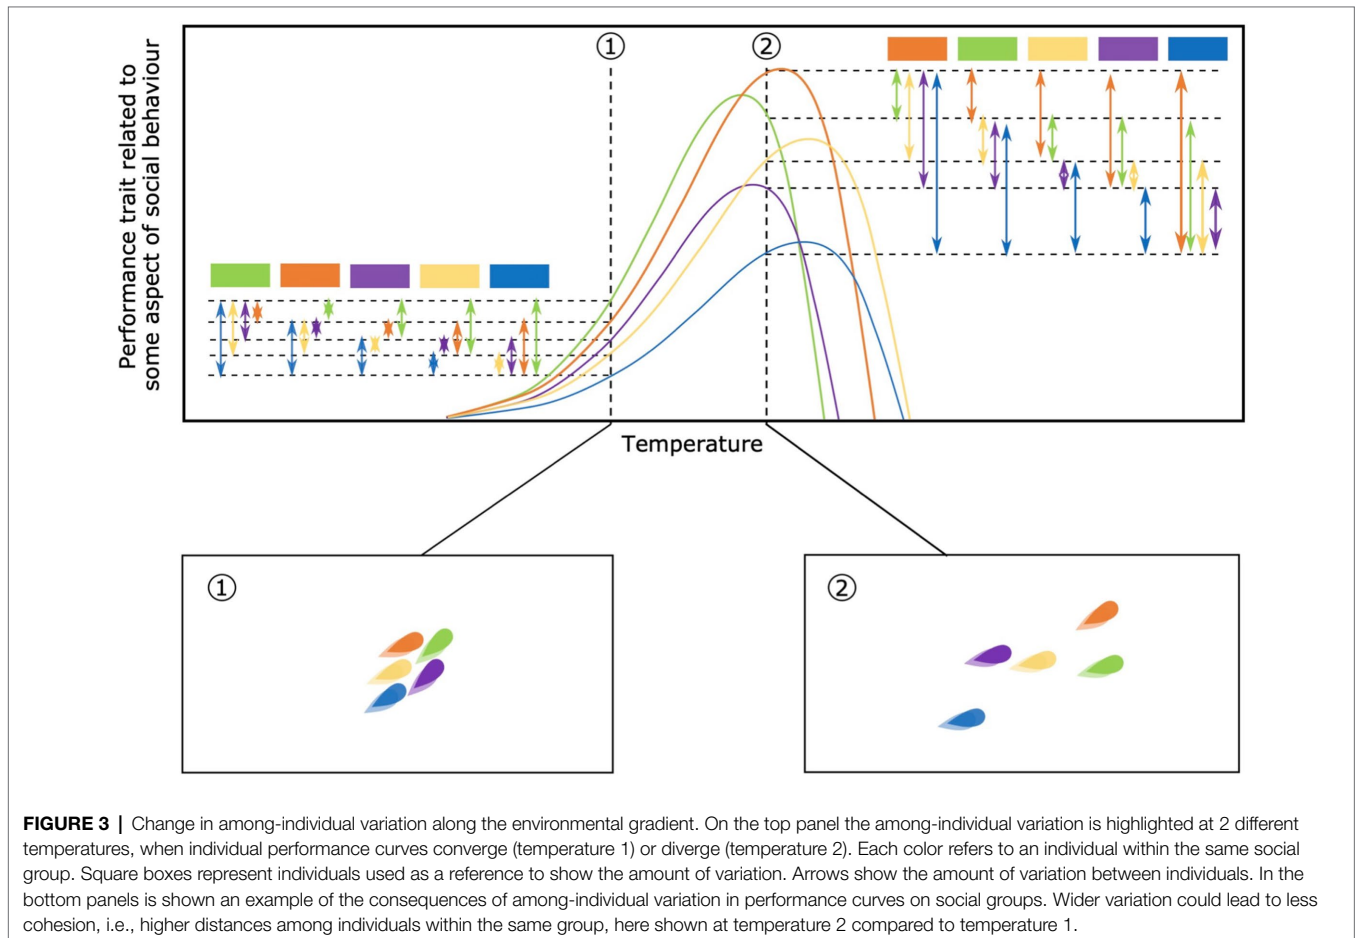 ① ②
Performance trait related to
some aspect of social behaviour
Temperature
①
②
FIGURE 3 | Change in among-individual variation along the environmental gradient. On the top panel the among-individual variation is highlighted at 2 different
temperatures, when individual performance curves converge (temperature 1) or diverge (temperature 2). Each color refers to an individual within the same social
group. Square boxes represent individuals used as a reference to show the amount of variation. Arrows show the amount of variation between individuals. In the
bottom panels is shown an example of the consequences of among-individual variation in performance curves on social groups. Wider variation could lead to less
cohesion, i.e., higher distances among individuals within the same group, here shown at temperature 2 compared to temperature 1.